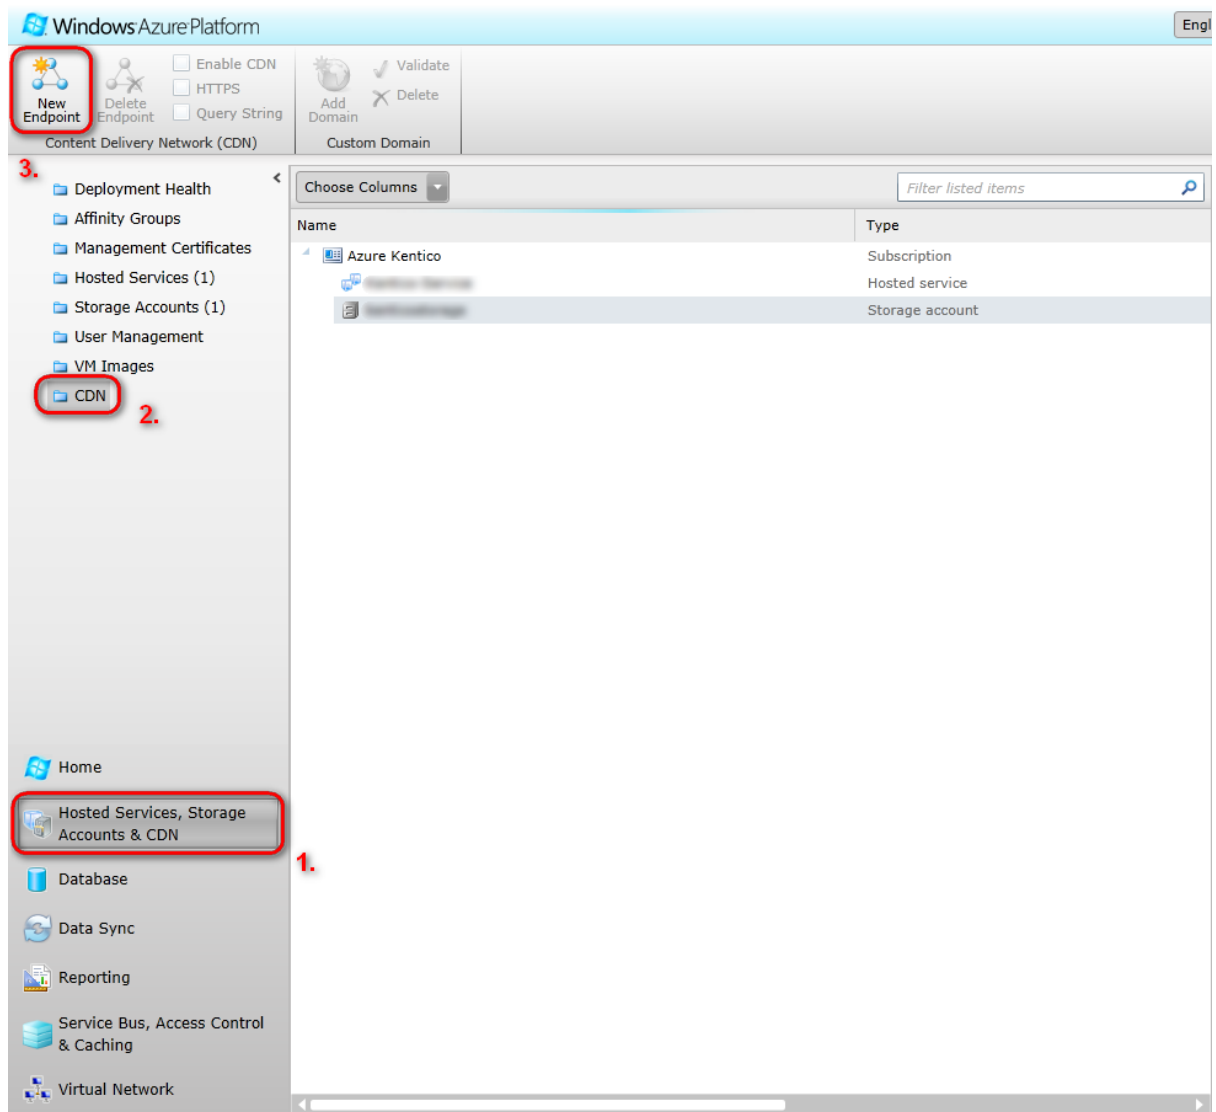 Windows Azure Platform
Engl
New
Endpoint
Delete
Endpoint
Enable CDN
HTTPS
Query String
Content Delivery Network (CDN)
Add
Domain
Validate
Delete
Custom Domain
3.
Deployment Health
Affinity Groups
Management Certificates
Hosted Services (1)
Storage Accounts (1)
User Management
VM Images
CDN
2.
Choose Columns
Filter listed items
Name
Type
Azure Kentico
Subscription
Hosted service
Storage account
Home
Hosted Services, Storage
Accounts & CDN
1.
Database
Data Sync
Reporting
Service Bus, Access Control
& Caching
Virtual Network